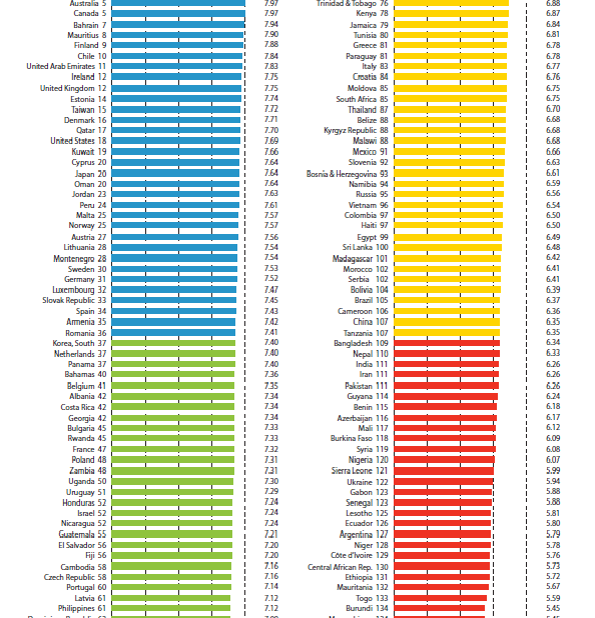 Australia 5 7.97
Canada 5 7.97
Bahrain 7 7.94
Mauritius 8 7.90
Finland 9 7.88
Chile 10 7.84
United Arab Emirates 11 7.83
Ireland 12 7.75
United Kingdom 12 7.75
Estonia 14 7.74
Taiwan 15 7.72
Denmark 16 7.71
Qatar 17 7.70
United States 18 7.69
Kuwait 19 7.66
Cyprus 20 7.64
Japan 20 7.64
Oman 20 7.64
Jordan 23 7.63
Peru 24 7.61
Malta 25 7.57
Norway 25 7.57
Austria 27 7.56
Lithuania 28 7.54
Montenegro 28 7.54
Sweden 30 7.53
Germany 31 7.52
Luxembourg 32 7.47
Slovak Republic 33 7.45
Spain 34 7.43
Armenia 35 7.42
Romania 36 7.41
Korea, South 37 7.40
Netherlands 37 7.40
Panama 37 7.40
Bahamas 40 7.36
Belgium 41 7.35
Albania 42 7.34
Costa Rica 42 7.34
Georgia 42 7.34
Bulgaria 45 7.33
Rwanda 45 7.33
France 47 7.32
Poland 48 7.31
Zambia 48 7.31
Uganda 50 7.30
Uruguay 51 7.29
Honduras 52 7.24
Israel 52 7.24
Nicaragua 52 7.24
Guatemala 55 7.21
El Salvador 56 7.20
Fiji 56 7.20
Cambodia 58 7.16
Czech Republic 58 7.16
Portugal 60 7.14
Latvia 61 7.12
Philippines 61 7.12
Trinidad & Tobago 76 6.88
Kenya 78 6.87
Jamaica 79 6.84
Tunisia 80 6.81
Greece 81 6.78
Paraguay 81 6.78
Italy 83 6.77
Croatia 84 6.76
Moldova 85 6.75
South Africa 85 6.75
Thailand 87 6.70
Belize 88 6.68
Kyrgyz Republic 88 6.68
Malawi 88 6.68
Mexico 91 6.66
Slovenia 92 6.63
Bosnia & Herzegovina 93 6.61
Namibia 94 6.59
Russia 95 6.56
Vietnam 96 6.54
Colombia 97 6.50
Haiti 97 6.50
Egypt 99 6.49
Sri Lanka 100 6.48
Madagascar 101 6.42
Morocco 102 6.41
Serbia 102 6.41
Bolivia 104 6.39
Brazil 105 6.37
Cameroon 106 6.36
China 107 6.35
Tanzania 107 6.35
Bangladesh 109 6.34
Nepal 110 6.33
India 111 6.26
Iran 111 6.26
Pakistan 111 6.26
Guyana 114 6.24
Benin 115 6.18
Azerbaijan 116 6.17
Mali 117 6.12
Burkina Faso 118 6.09
Syria 119 6.08
Nigeria 120 6.07
Sierra Leone 121 5.99
Ukraine 122 5.94
Gabon 123 5.88
Senegal 123 5.88
Lesotho 125 5.81
Ecuador 126 5.80
Argentina 127 5.79
Niger 128 5.78
Côte d'Ivoire 129 5.76
Central African Rep. 130 5.73
Ethiopia 131 5.72
Mauritania 132 5.67
Togo 133 5.59
Burundi 134 5.45